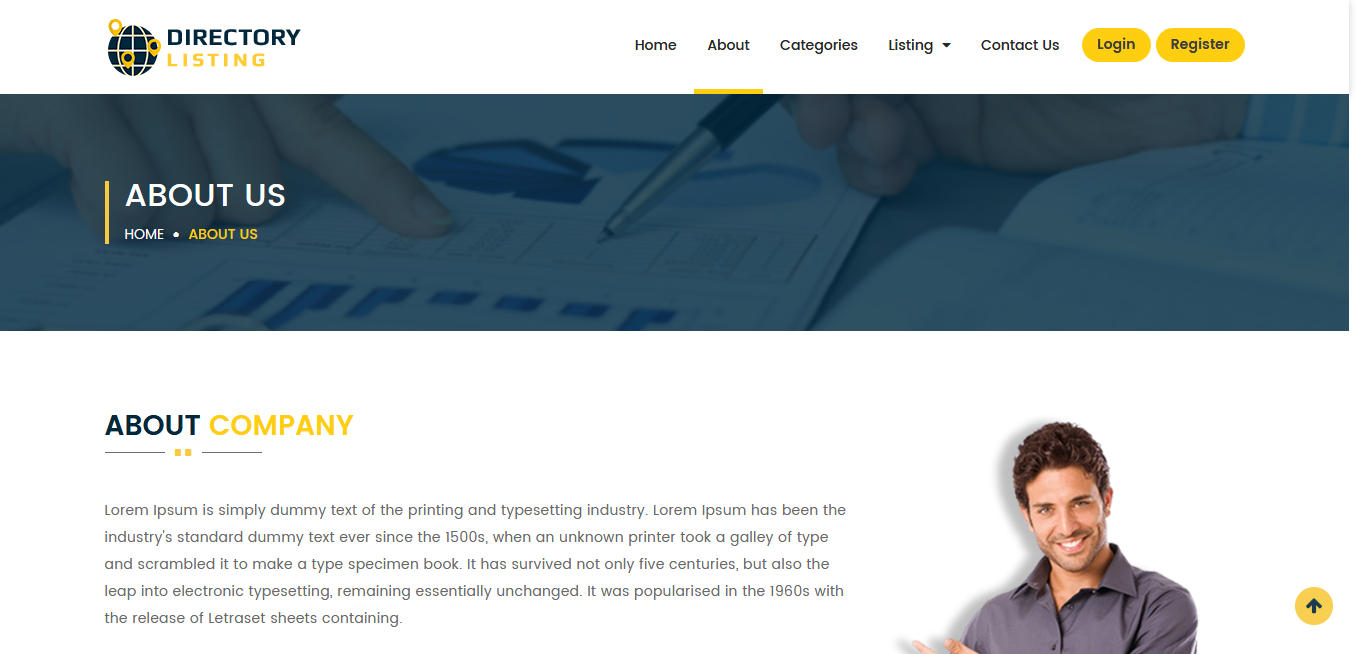 DIRECTORY
LISTING
Home About Categories Listing Contact Us Login Register
ABOUT US
HOME ABOUT US
ABOUT COMPANY
Lorem Ipsum is simply dummy text of the printing and typesetting industry. Lorem Ipsum has been the
industry's standard dummy text ever since the 1500s, when an unknown printer took a galley of type
and scrambled it to make a type specimen book. It has survived not only five centuries, but also the
leap into electronic typesetting, remaining essentially unchanged. It was popularised in the 1960s with
the release of Letraset sheets containing.